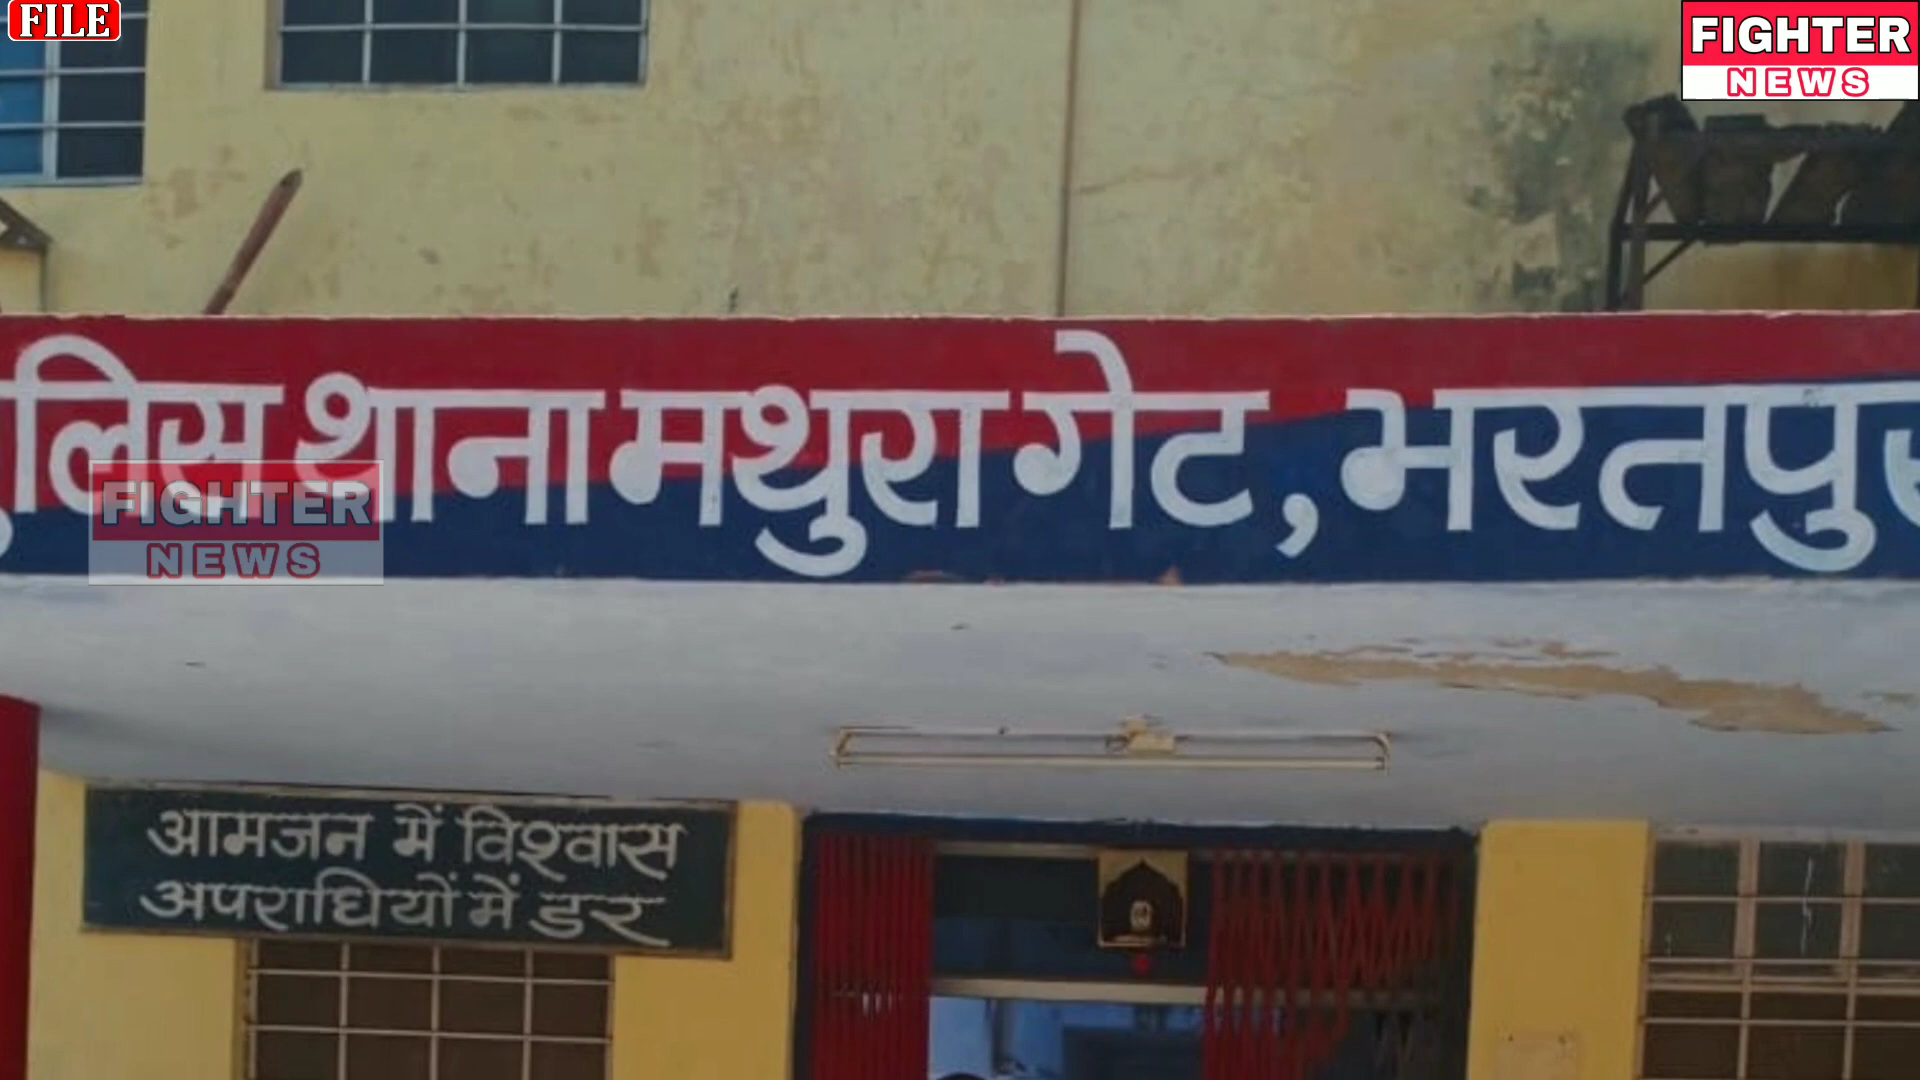 FILE
FIGHTER
NEWS
पुलिस थाना मथुरा गेट, भरतपुर
FIGHTER
NEWS
आमजन में विश्वास
अपराधियों में डर